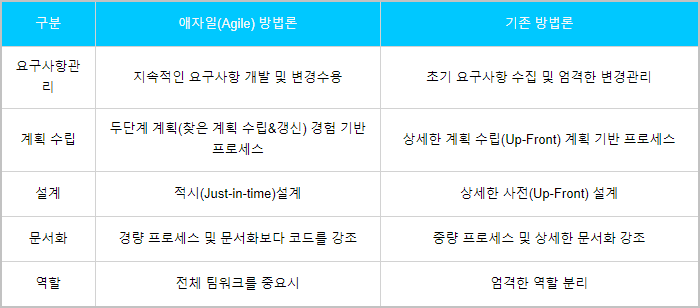 구분 애자일(Agile) 방법론 기존 방법론
요구사항관
리 지속적인 요구사항 개발 및 변경수용 초기 요구사항 수집 및 엄격한 변경관리
계획 수립 두단계 계획(찾은 계획 수립&갱신) 경험 기반
프로세스 상세한 계획 수립(Up-Front) 계획 기반 프로세스
설계 적시(Just-in-time)설계 상세한 사전(Up-Front) 설계
문서화 경량 프로세스 및 문서화보다 코드를 강조 중량 프로세스 및 상세한 문서화 강조
역할 전체 팀워크를 중요시 엄격한 역할 분리